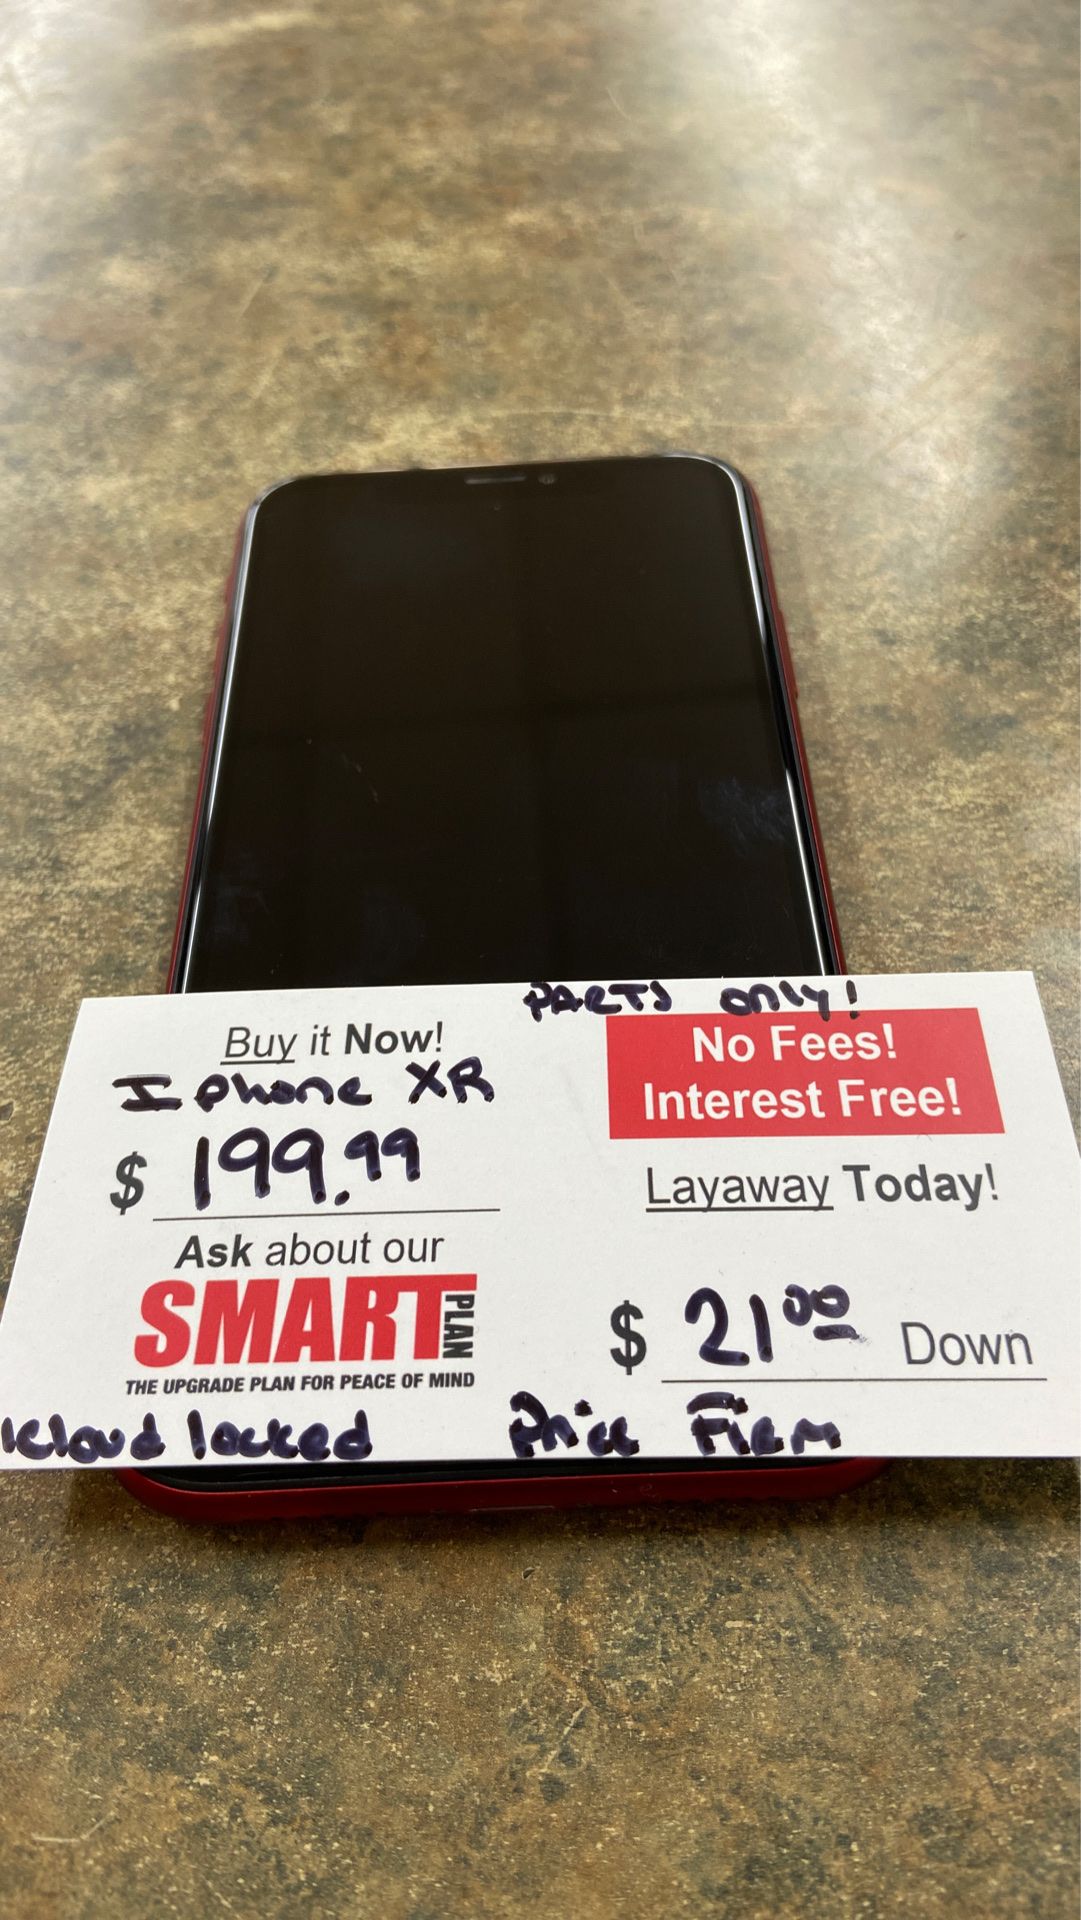 PARTS only!
Buy it Now!
I phone XR
$ 199.99
Ask about our
SMART PLAN
THE UPGRADE PLAN FOR PEACE OF MIND
icloud locked
No Fees!
Interest Free!
Layaway Today!
$ 21 00 Down
Price Firm